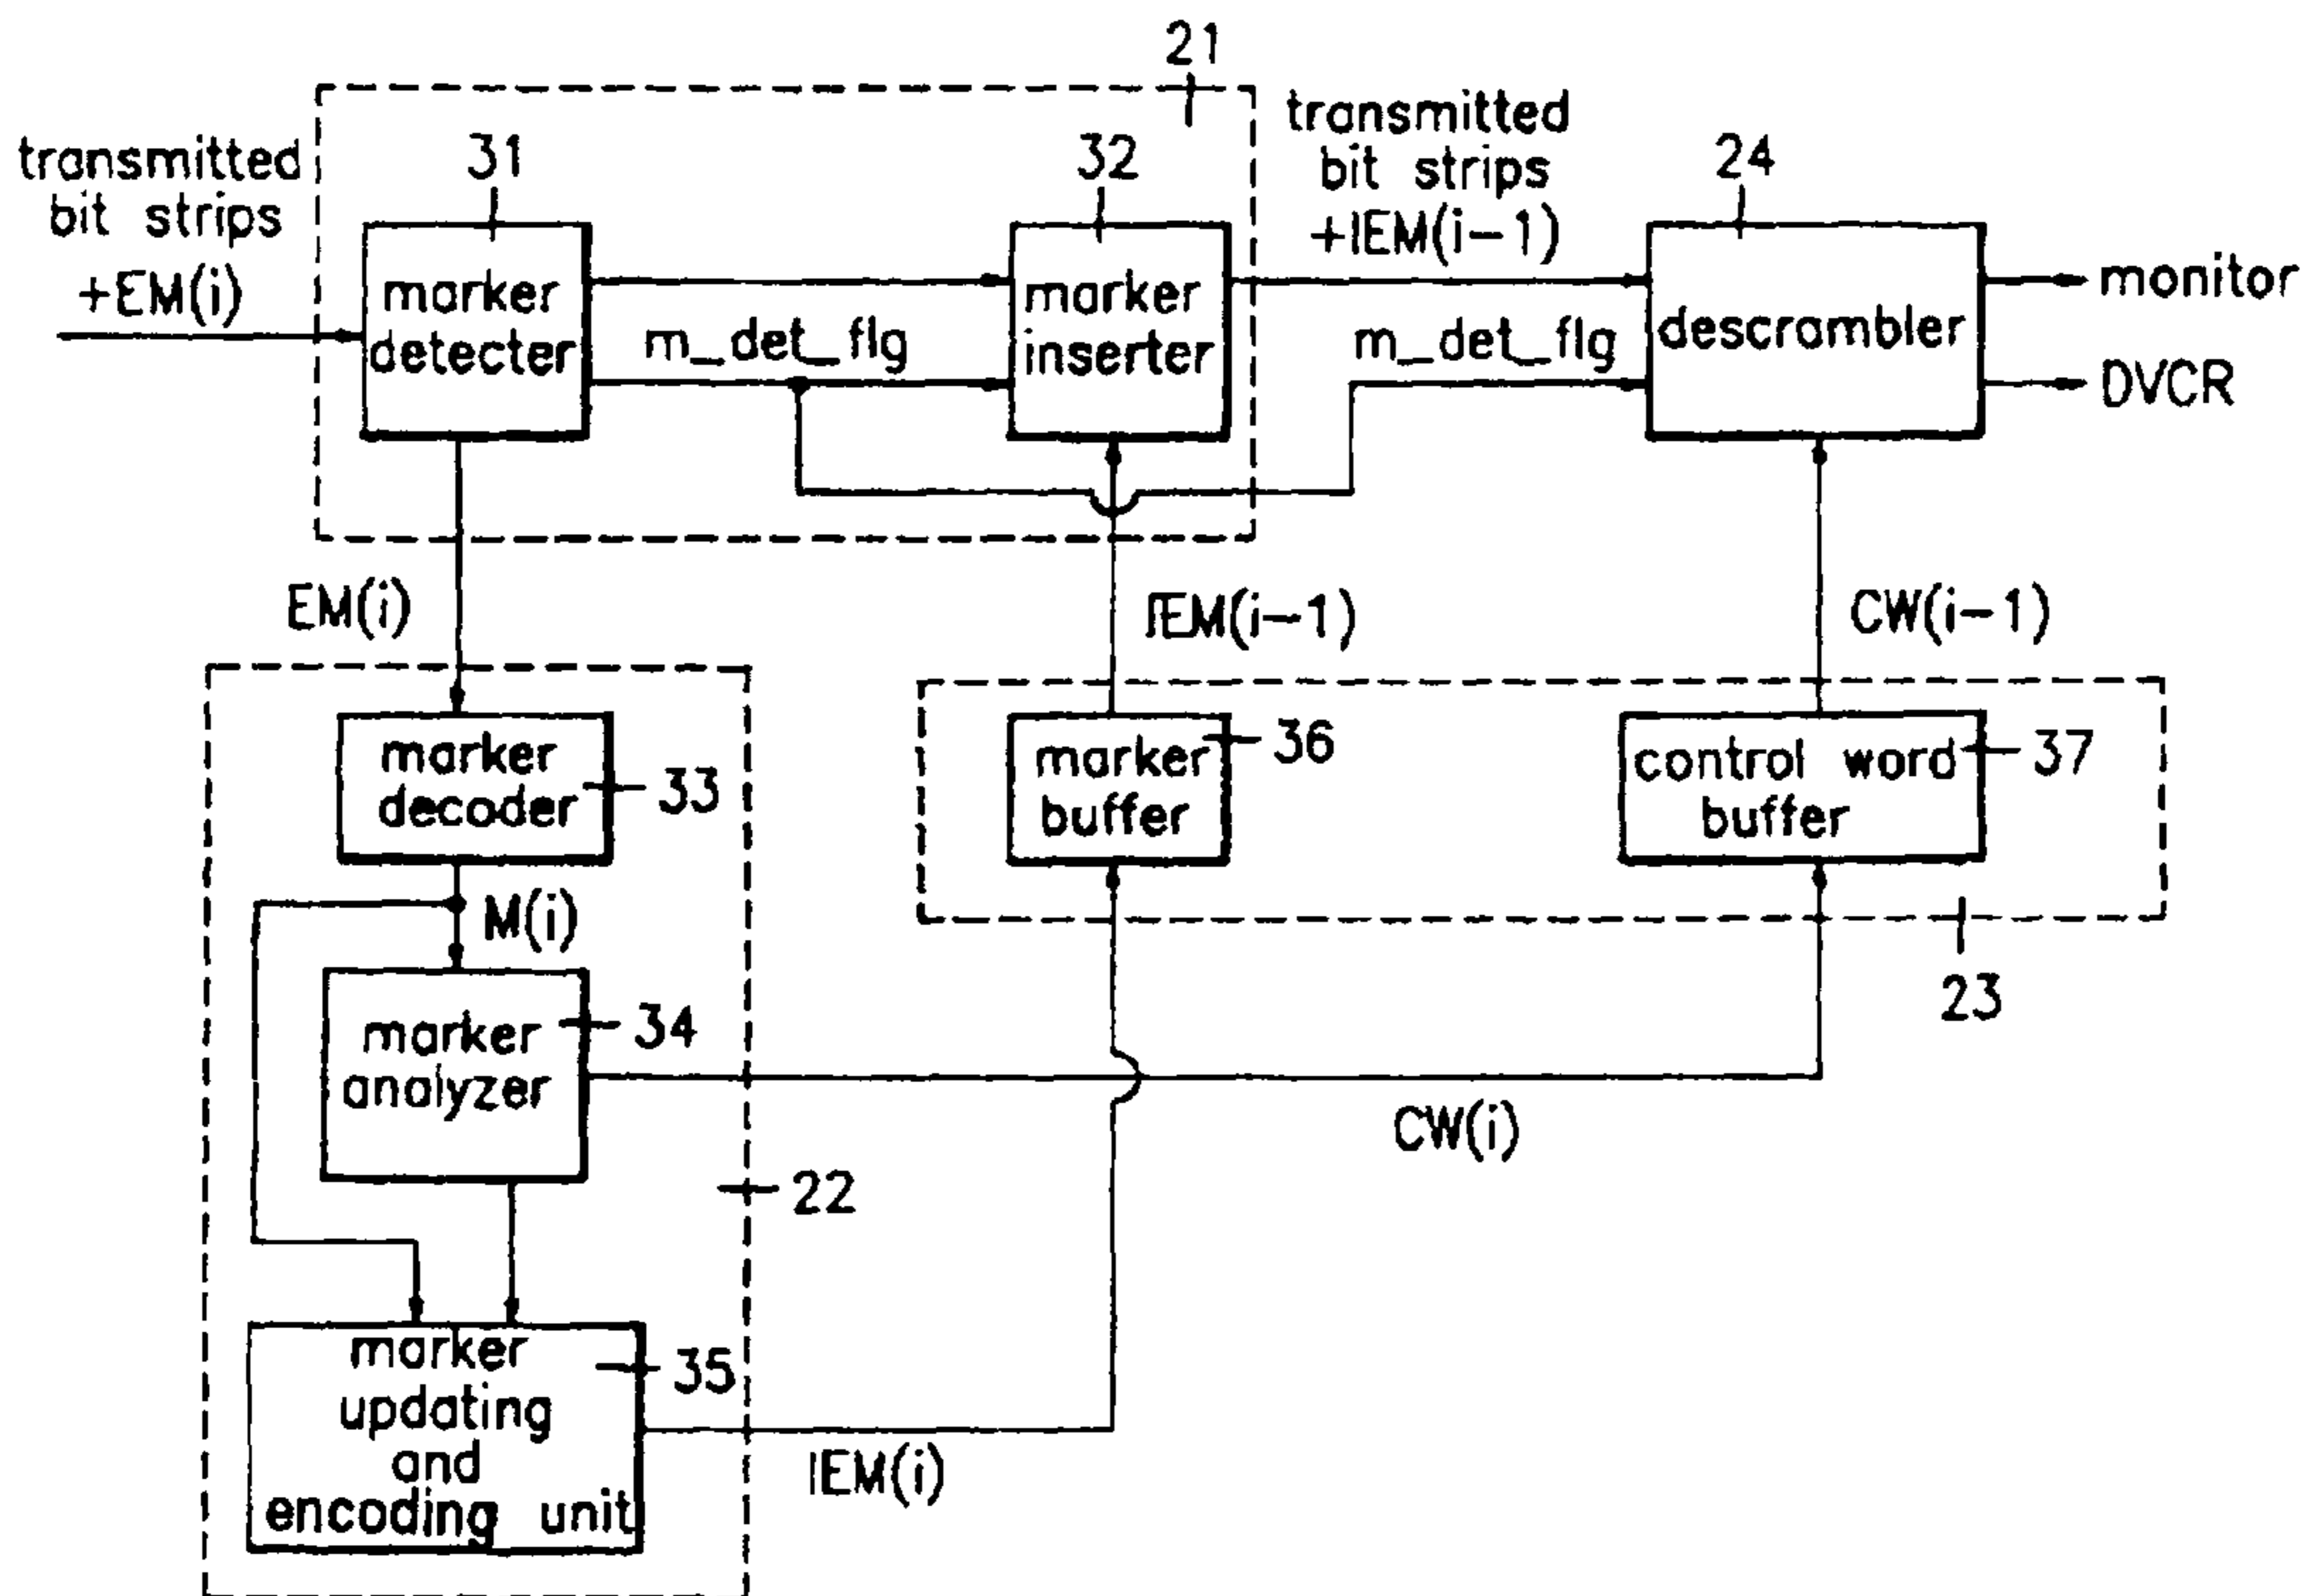 21
transmitted
bit strips
+EM(i)
31
32
transmitted
bit strips
+IEM(i-1)
24
marker
detecter
m_det_flg
marker
inserter
m_det_flg
descrambler
monitor
DVCR
EM(i)
IEM(i-1)
CW(i-1)
marker
decoder
33
marker
buffer
36
control word
buffer
37
M(i)
23
marker
analyzer
34
CW(i)
22
marker
updating
and
encoding unit
35
IEM(i)